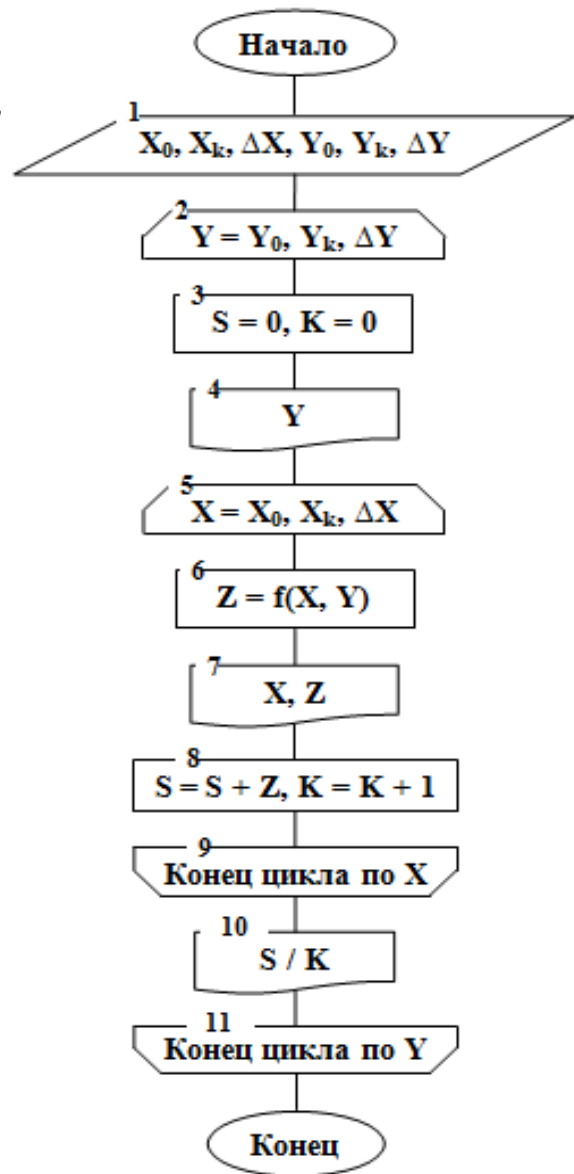 Начало
1
X₀, Xₖ, ΔX, Y₀, Yₖ, ΔY
2
Y = Y₀, Yₖ, ΔY
3
S = 0, K = 0
4
Y
5
X = X₀, Xₖ, ΔX
6
Z = f(X, Y)
7
X, Z
8
S = S + Z, K = K + 1
9
Конец цикла по X
10
S / K
11
Конец цикла по Y
Конец